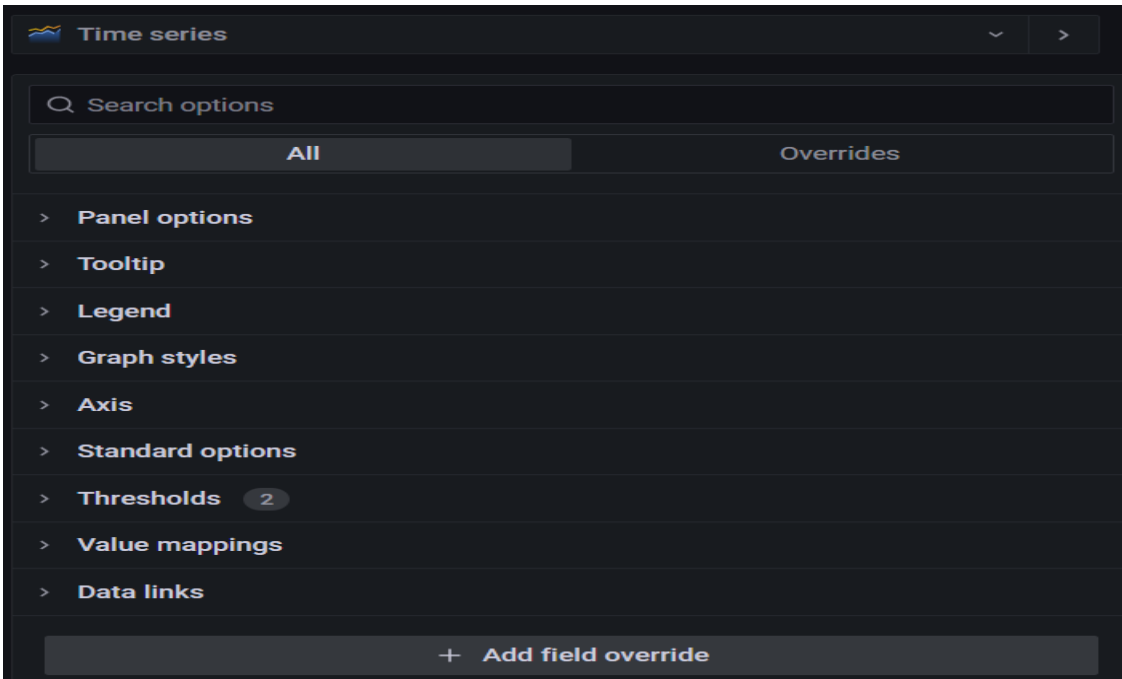 Time series
Search options
All Overrides
Panel options
Tooltip
Legend
Graph styles
Axis
Standard options
Thresholds 2
Value mappings
Data links
+ Add field override